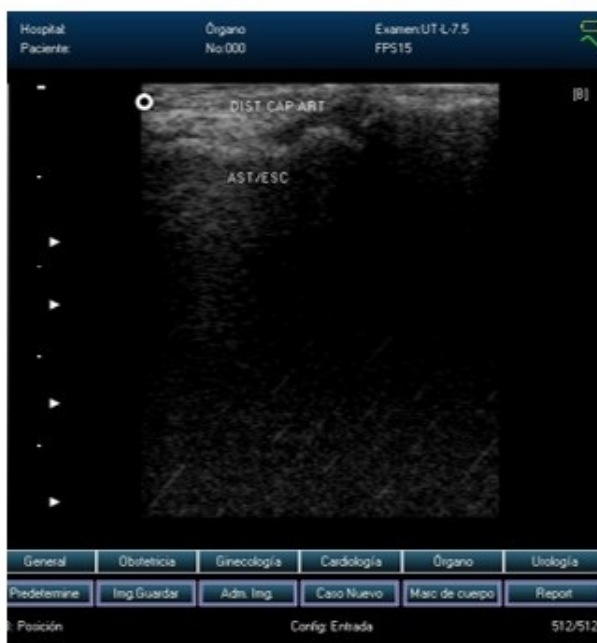 Hospital: Órgano Examen:UT-L-7.5
Paciente: No:000 FPS15
[B]
DIST CAP ART
AST/ESC
General Obstetricia Ginecología Cardiología Órgano Urología
Predetermine Img.Guardar Adm. Img. Caso Nuevo Marc de cuerpo Report
: Posición Config: Entrada 512/512